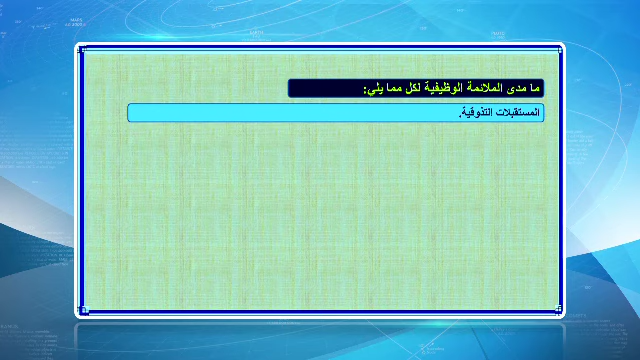 ما مدى الملائمة الوظيفية لكل مما يلي:
المستقبلات التذوقية.